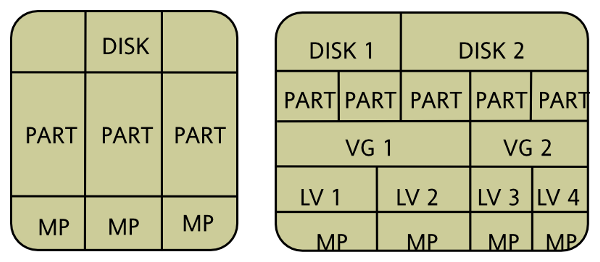 DISK
PART PART PART
MP MP MP
DISK 1 DISK 2
PART PART PART PART PART
VG 1 VG 2
LV 1 LV 2 LV 3 LV 4
MP MP MP MP